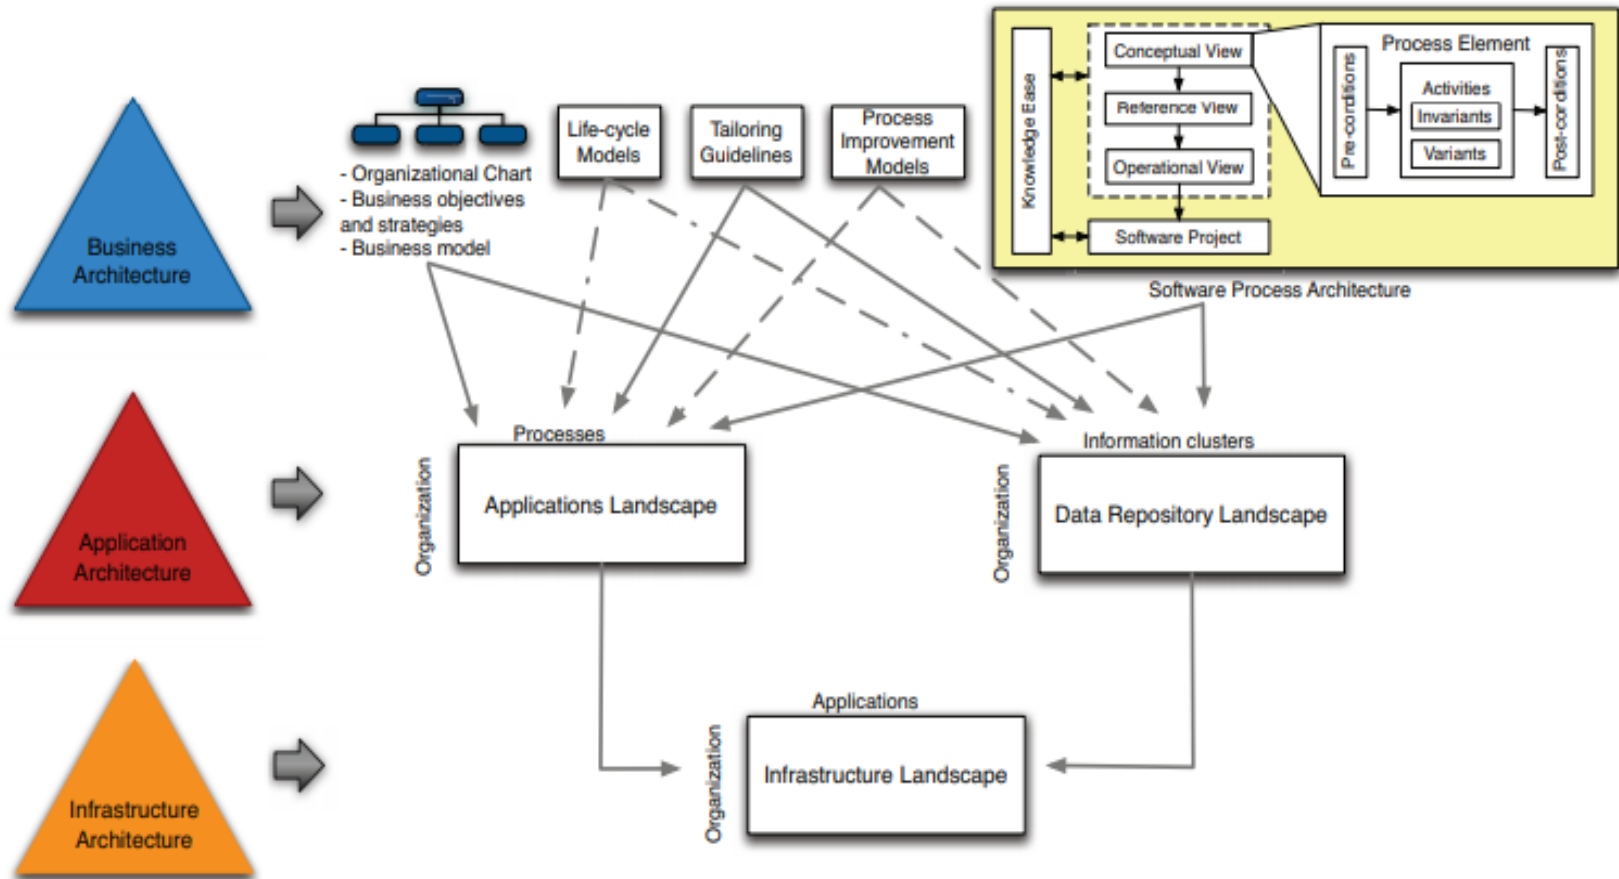 Business
Architecture
- Organizational Chart
- Business objectives
and strategies
- Business model
Life-cycle
Models
Tailoring
Guidelines
Process
Improvement
Models
Knowledge Ease
Conceptual View
Reference View
Operational View
Software Project
Process Element
Pre-conditions
Activities
Invariants
Variants
Post-conditions
Software Process Architecture
Application
Architecture
Processes
Organization
Applications Landscape
Information clusters
Organization
Data Repository Landscape
Infrastructure
Architecture
Applications
Organization
Infrastructure Landscape